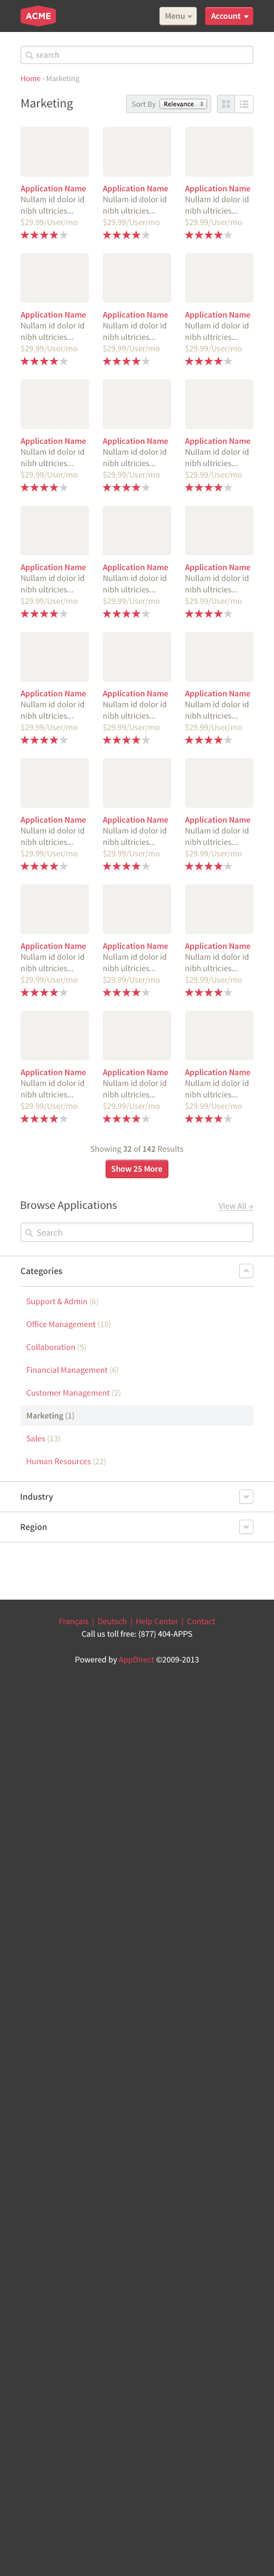 ACME
Menu
Account
search
Home › Marketing
Marketing
Sort By Relevance
Application Name Application Name Application Name
Nullam id dolor id Nullam id dolor id Nullam id dolor id
nibh ultricies... nibh ultricies... nibh ultricies...
$29.99/User/mo $29.99/User/mo $29.99/User/mo
Application Name Application Name Application Name
Nullam id dolor id Nullam id dolor id Nullam id dolor id
nibh ultricies... nibh ultricies... nibh ultricies...
$29.99/User/mo $29.99/User/mo $29.99/User/mo
Application Name Application Name Application Name
Nullam id dolor id Nullam id dolor id Nullam id dolor id
nibh ultricies... nibh ultricies... nibh ultricies...
$29.99/User/mo $29.99/User/mo $29.99/User/mo
Application Name Application Name Application Name
Nullam id dolor id Nullam id dolor id Nullam id dolor id
nibh ultricies... nibh ultricies... nibh ultricies...
$29.99/User/mo $29.99/User/mo $29.99/User/mo
Application Name Application Name Application Name
Nullam id dolor id Nullam id dolor id Nullam id dolor id
nibh ultricies... nibh ultricies... nibh ultricies...
$29.99/User/mo $29.99/User/mo $29.99/User/mo
Application Name Application Name Application Name
Nullam id dolor id Nullam id dolor id Nullam id dolor id
nibh ultricies... nibh ultricies... nibh ultricies...
$29.99/User/mo $29.99/User/mo $29.99/User/mo
Application Name Application Name Application Name
Nullam id dolor id Nullam id dolor id Nullam id dolor id
nibh ultricies... nibh ultricies... nibh ultricies...
$29.99/User/mo $29.99/User/mo $29.99/User/mo
Application Name Application Name Application Name
Nullam id dolor id Nullam id dolor id Nullam id dolor id
nibh ultricies... nibh ultricies... nibh ultricies...
$29.99/User/mo $29.99/User/mo $29.99/User/mo
Showing 32 of 142 Results
Show 25 More
Browse Applications View All →
Search
Categories
Support & Admin (6)
Office Management (10)
Collaboration (5)
Financial Management (6)
Customer Management (2)
Marketing (1)
Sales (13)
Human Resources (22)
Industry
Region
Français | Deutsch | Help Center | Contact
Call us toll free: (877) 404-APPS
Powered by AppDirect ©2009-2013